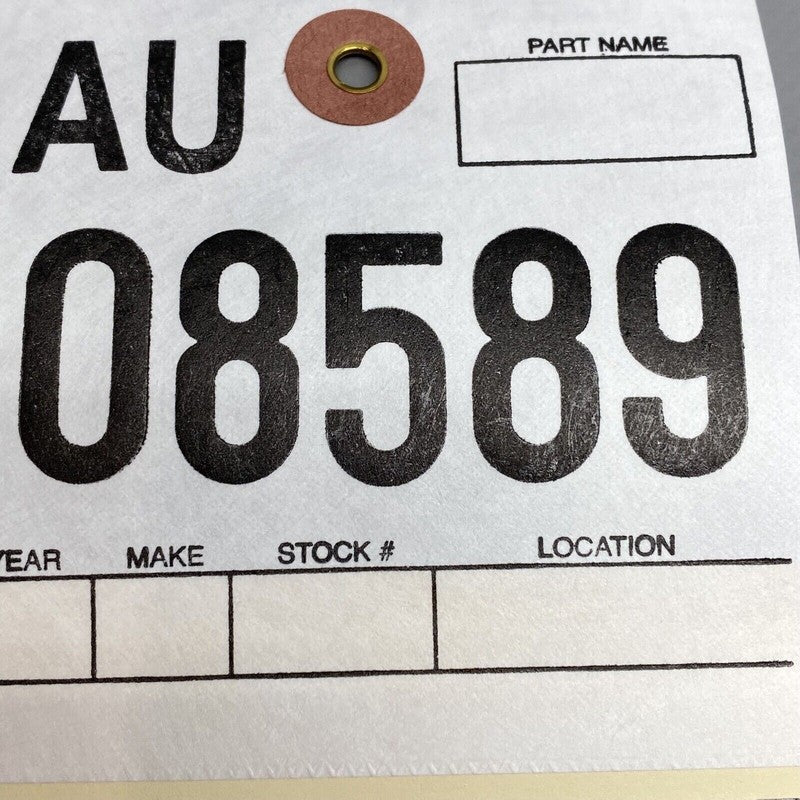 AU
PART NAME
08589
YEAR MAKE STOCK # LOCATION